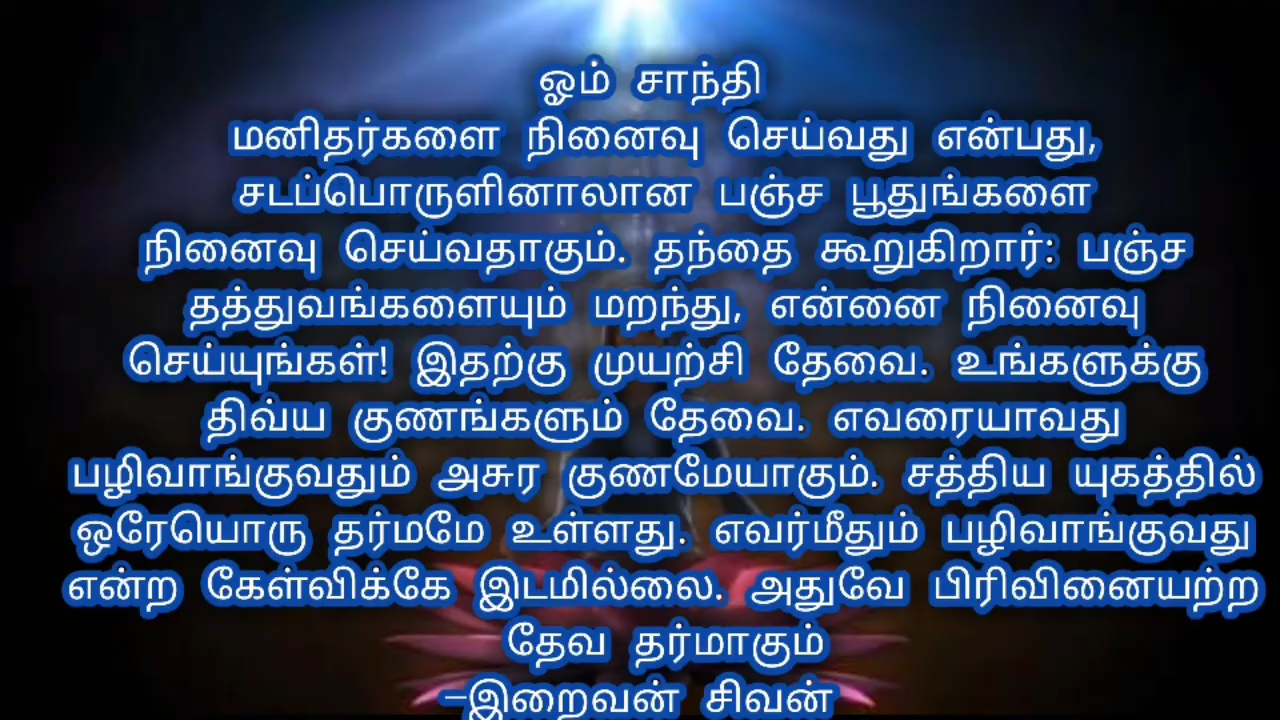 ஓம் சாந்தி
மனிதர்களை நினைவு செய்வது என்பது,
சடப்பொருளினாலான பஞ்ச பூதுங்களை
நினைவு செய்வதாகும். தந்தை கூறுகிறார்: பஞ்ச
தத்துவங்களையும் மறந்து, என்னை நினைவு
செய்யுங்கள்! இதற்கு முயற்சி தேவை. உங்களுக்கு
திவ்ய குணங்களும் தேவை. எவரையாவது
பழிவாங்குவதும் அசுர குணமேயாகும். சத்திய யுகத்தில்
ஒரேயொரு தர்மமே உள்ளது. எவர்மீதும் பழிவாங்குவது
என்ற கேள்விக்கே இடமில்லை. அதுவே பிரிவினையற்ற
தேவ தர்மாகும்
–இறைவன் சிவன்